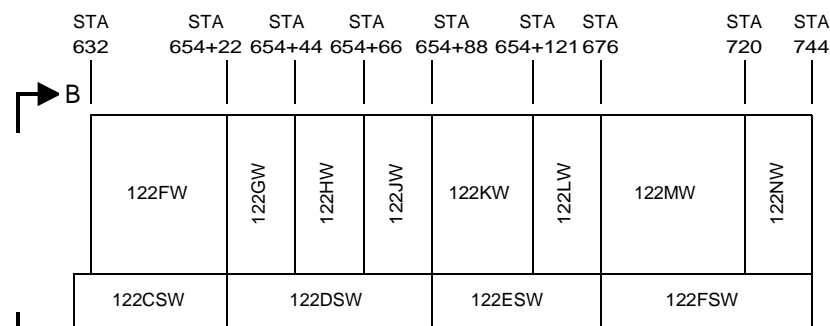 STA STA STA STA STA STA STA STA STA
632 654+22 654+44 654+66 654+88 654+121 676 720 744
B
122FW 122GW 122HW 122JW 122KW 122LW 122MW 122NW
122CSW 122DSW 122ESW 122FSW